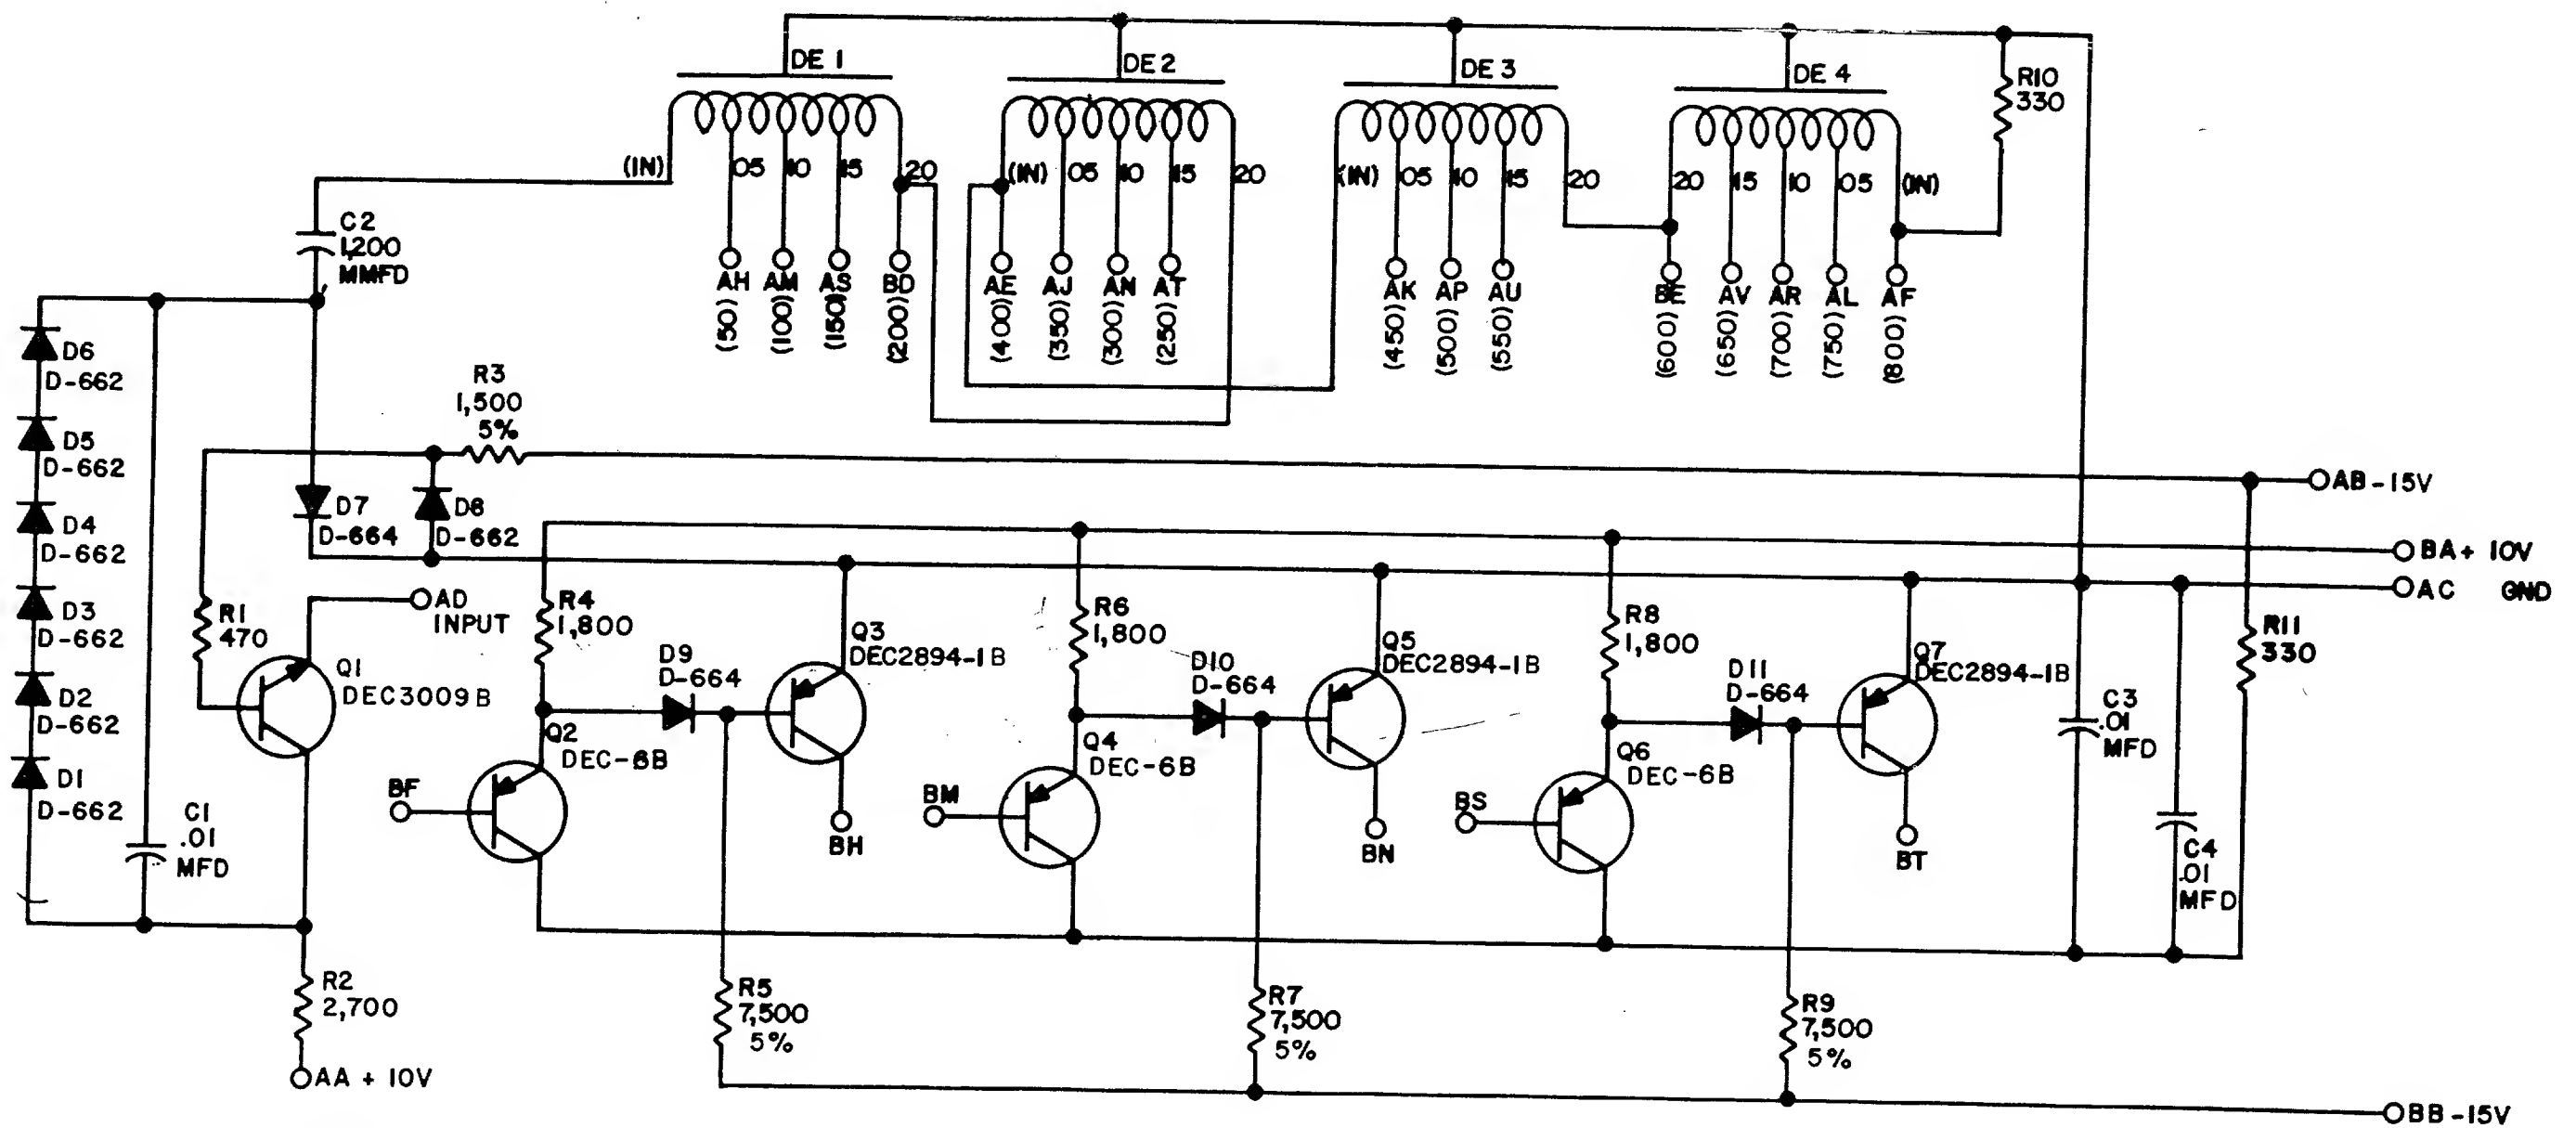 DE 1
DE 2
DE 3
DE 4
R10
330
(IN)
05
10
15
20
(IN)
05
10
15
20
(IN)
05
10
15
20
20
15
10
05
(IN)
C2
1,200
MMFD
AH
(50)
AM
(100)
AS
(150)
BD
(200)
AE
(400)
AJ
(350)
AN
(300)
AT
(250)
AK
(450)
AP
(500)
AU
(550)
BE
(600)
AV
(650)
AR
(700)
AL
(750)
AF
(800)
D6
D-662
D5
D-662
D4
D-662
D3
D-662
D2
D-662
D1
D-662
R3
1,500
5%
D7
D-664
D8
D-662
AB -15V
BA + 10V
AC GND
AD
INPUT
R1
470
Q1
DEC3009B
R4
1,800
D9
D-664
Q3
DEC2894-1B
R6
1,800
D10
D-664
Q5
DEC2894-1B
R8
1,800
D11
D-664
Q7
DEC2894-1B
R11
330
C3
.01
MFD
C4
.01
MFD
Q2
DEC-6B
Q4
DEC-6B
Q6
DEC-6B
BF
BH
BM
BN
BS
BT
C1
.01
MFD
R2
2,700
AA + 10V
R5
7,500
5%
R7
7,500
5%
R9
7,500
5%
BB -15V